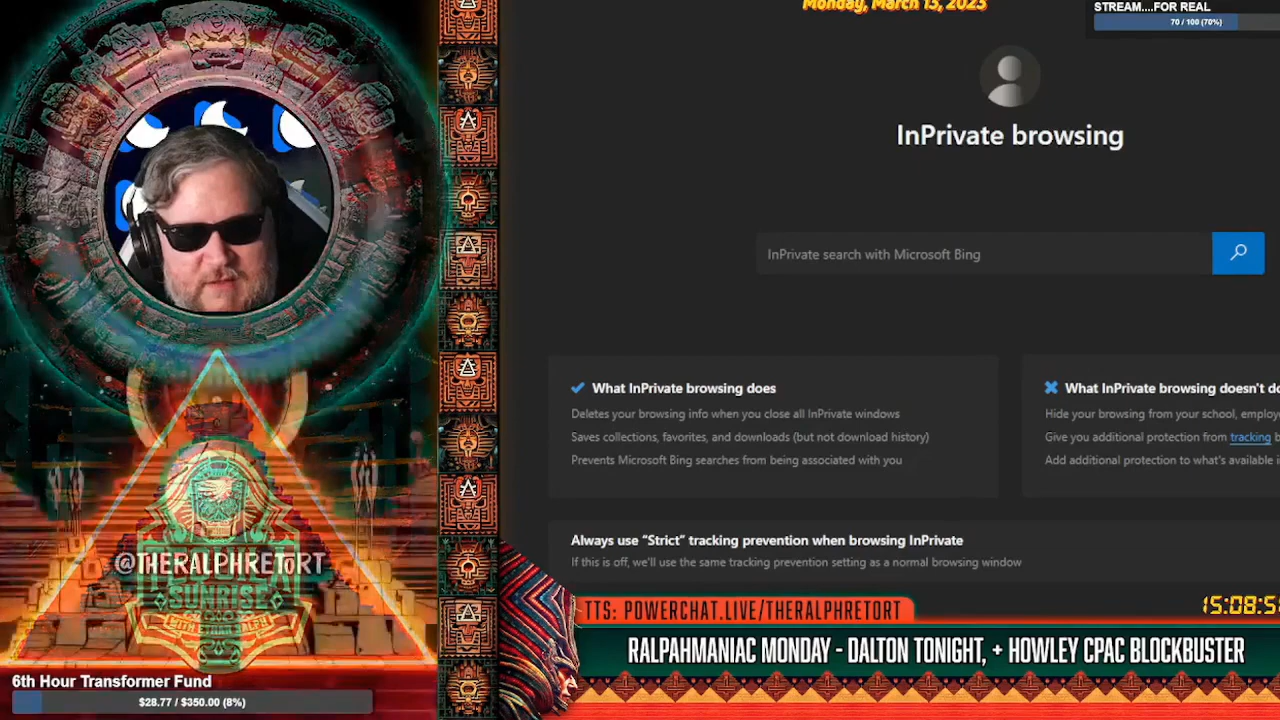 Monday, March 13, 2023
STREAM....FOR REAL
70 / 100 (70%)
InPrivate browsing
InPrivate search with Microsoft Bing
What InPrivate browsing does
Deletes your browsing info when you close all InPrivate windows
Saves collections, favorites, and downloads (but not download history)
Prevents Microsoft Bing searches from being associated with you
What InPrivate browsing doesn't do
Hide your browsing from your school, employ
Give you additional protection from tracking b
Add additional protection to what's available i
Always use “Strict” tracking prevention when browsing InPrivate
If this is off, we'll use the same tracking prevention setting as a normal browsing window
@THERALPHRETORT
SUNRISE
WITH ETHAN RALPH
TTS: POWERCHAT.LIVE/THERALPHRETORT
15:08:5
RALPAHMANIAC MONDAY - DALTON TONIGHT, + HOWLEY CPAC BLOCKBUSTER
6th Hour Transformer Fund
$28.77 / $350.00 (8%)